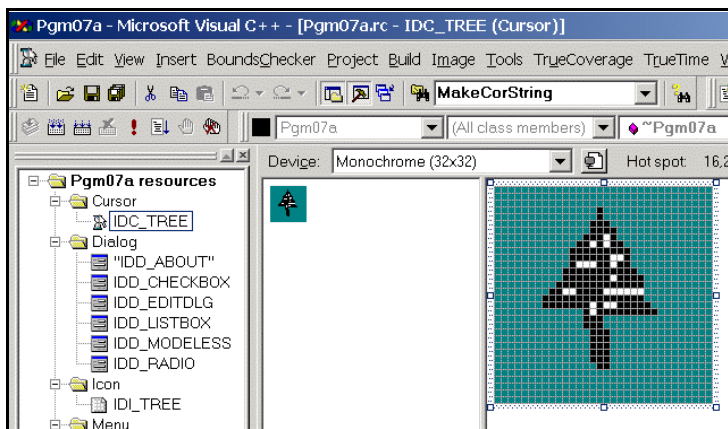 Pgm07a - Microsoft Visual C++ - [Pgm07a.rc - IDC_TREE (Cursor)]
File Edit View Insert BoundsChecker Project Build Image Tools TrueCoverage TrueTime
MakeCorString
Pgm07a (All class members) ~Pgm07a
Device: Monochrome (32x32) Hot spot: 16,2
Pgm07a resources
Cursor
IDC_TREE
Dialog
"IDD_ABOUT"
IDD_CHECKBOX
IDD_EDITDLG
IDD_LISTBOX
IDD_MODELESS
IDD_RADIO
Icon
IDI_TREE
Menu